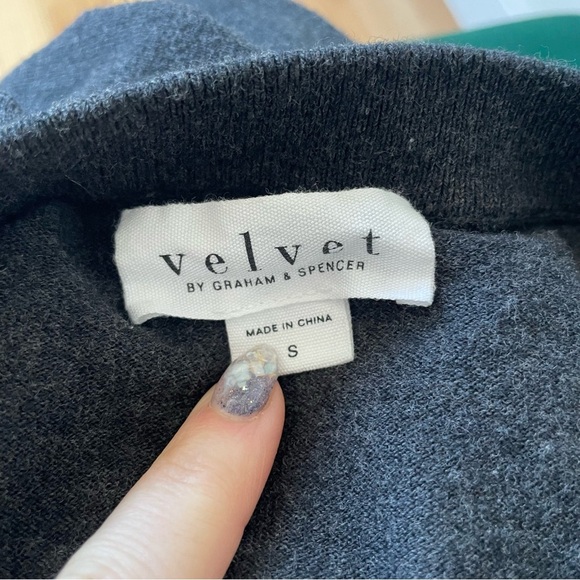 velvet
BY GRAHAM & SPENCER
MADE IN CHINA
S